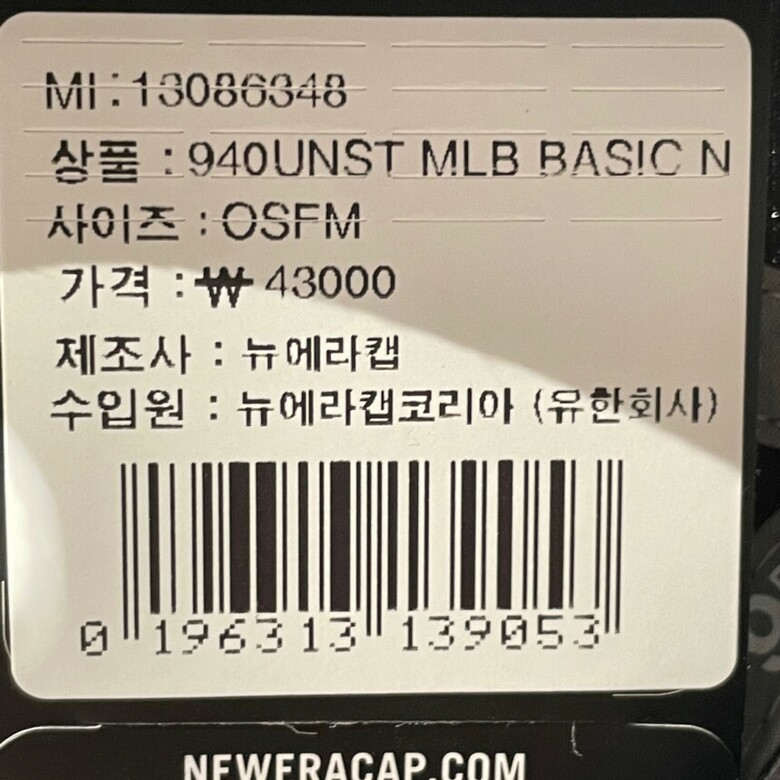 MI:13086348
상품 : 940UNST MLB BASIC N
사이즈 : OSFM
가격 : ₩ 43000
제조사 : 뉴에라캡
수입원 : 뉴에라캡코리아 (유한회사)
0 196313 139053
NEWERACAP.COM